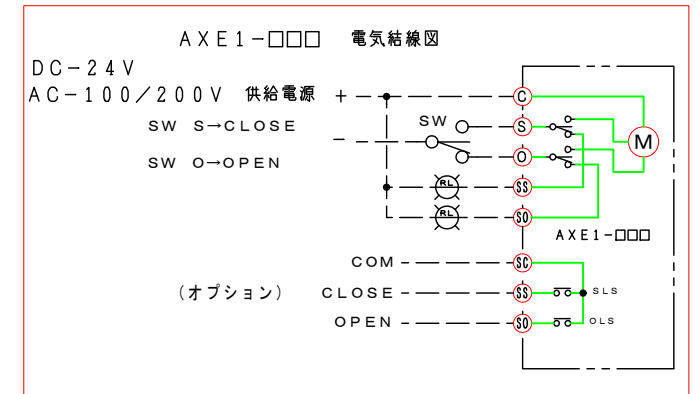 AXE1-□□□ 電気結線図
DC-24V
AC-100/200V 供給電源 + -
C
SW S→CLOSE
SW
S
-
M
SW O→OPEN
O
RL
SS
RL
SO
AXE1-□□□
COM
SC
(オプション) CLOSE
SS
SLS
OPEN
SO
OLS